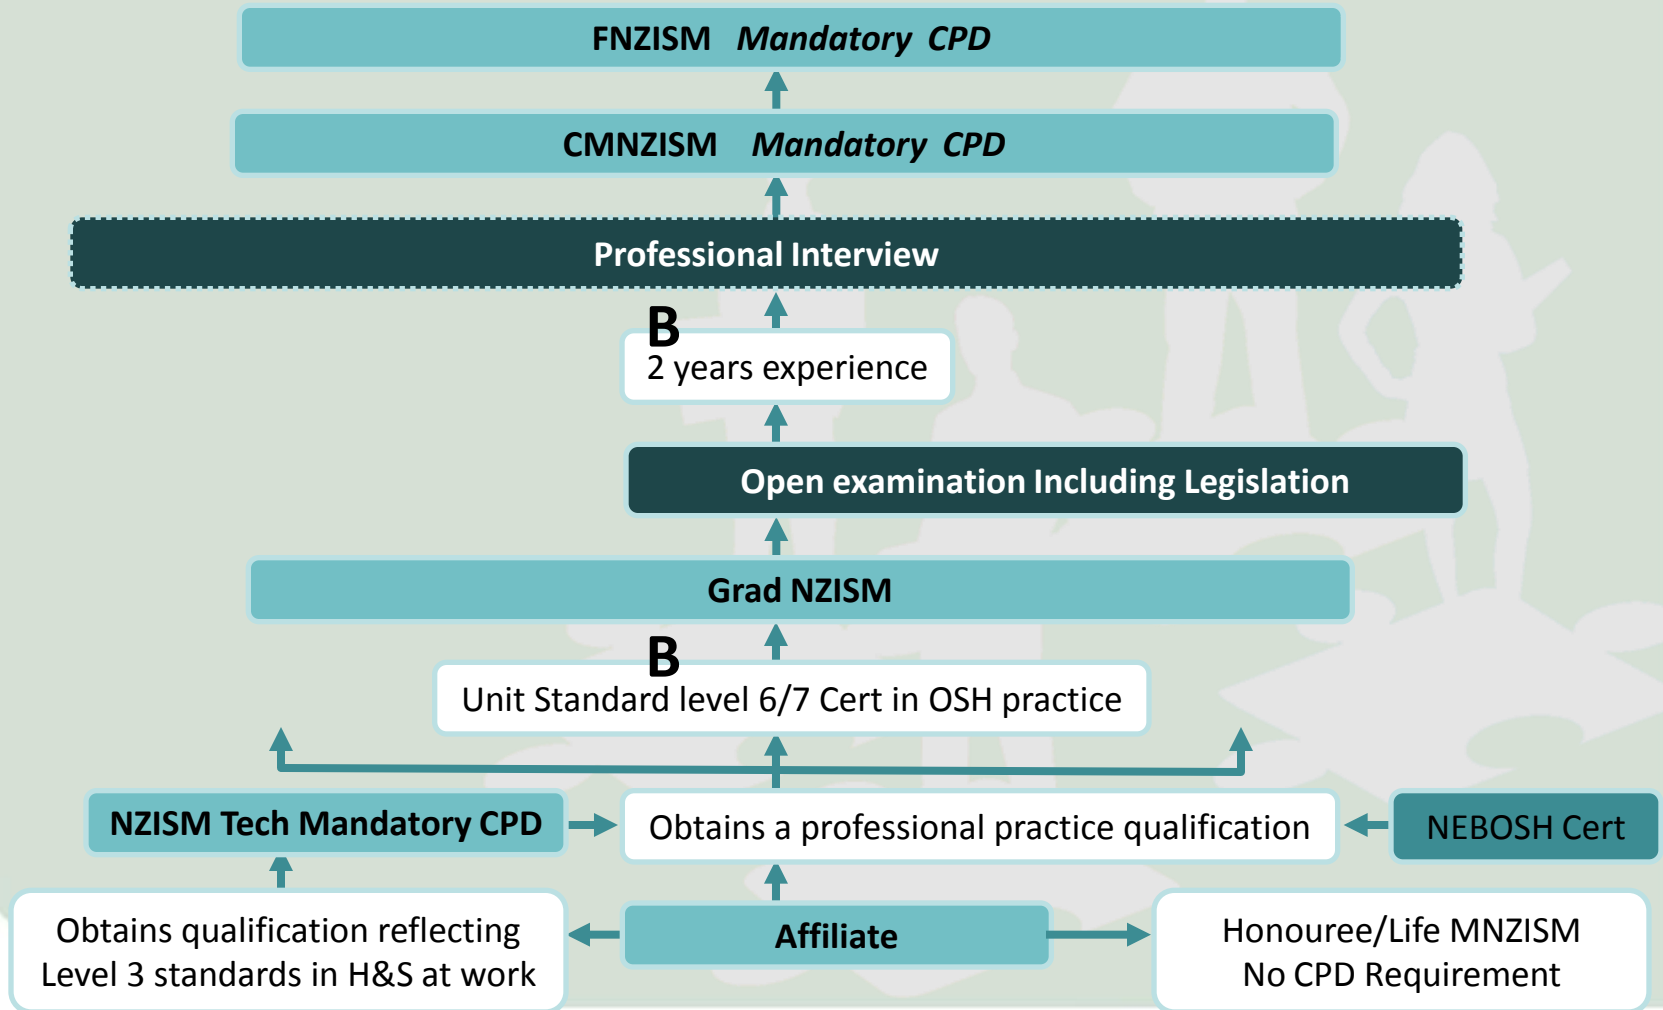 FNZISM Mandatory CPD
CMNZISM Mandatory CPD
Professional Interview
B
2 years experience
Open examination Including Legislation
Grad NZISM
B
Unit Standard level 6/7 Cert in OSH practice
NZISM Tech Mandatory CPD
Obtains a professional practice qualification
NEBOSH Cert
Obtains qualification reflecting
Level 3 standards in H&S at work
Affiliate
Honouree/Life MNZISM
No CPD Requirement